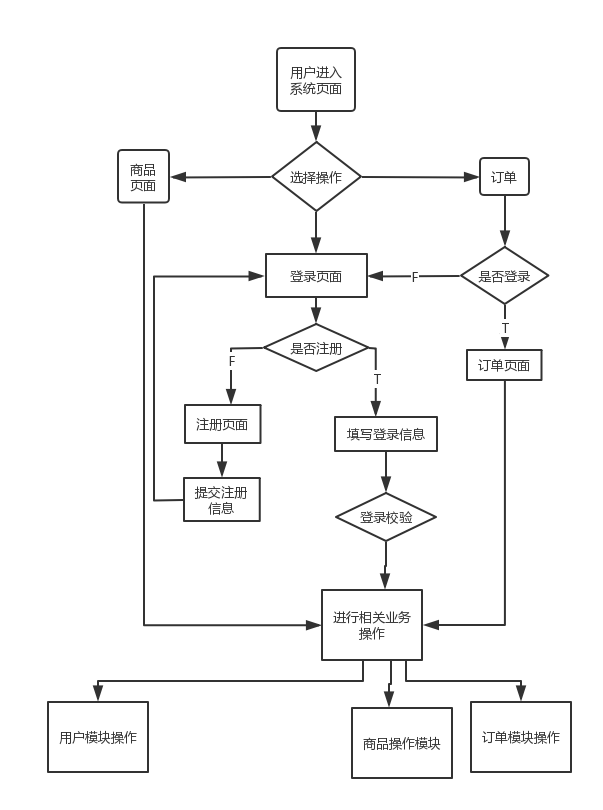 用户进入
系统页面
商品
页面
选择操作
订单
登录页面
F
是否登录
T
是否注册
F
T
订单页面
注册页面
填写登录信息
提交注册
信息
登录校验
进行相关业务
操作
用户模块操作
商品操作模块
订单模块操作